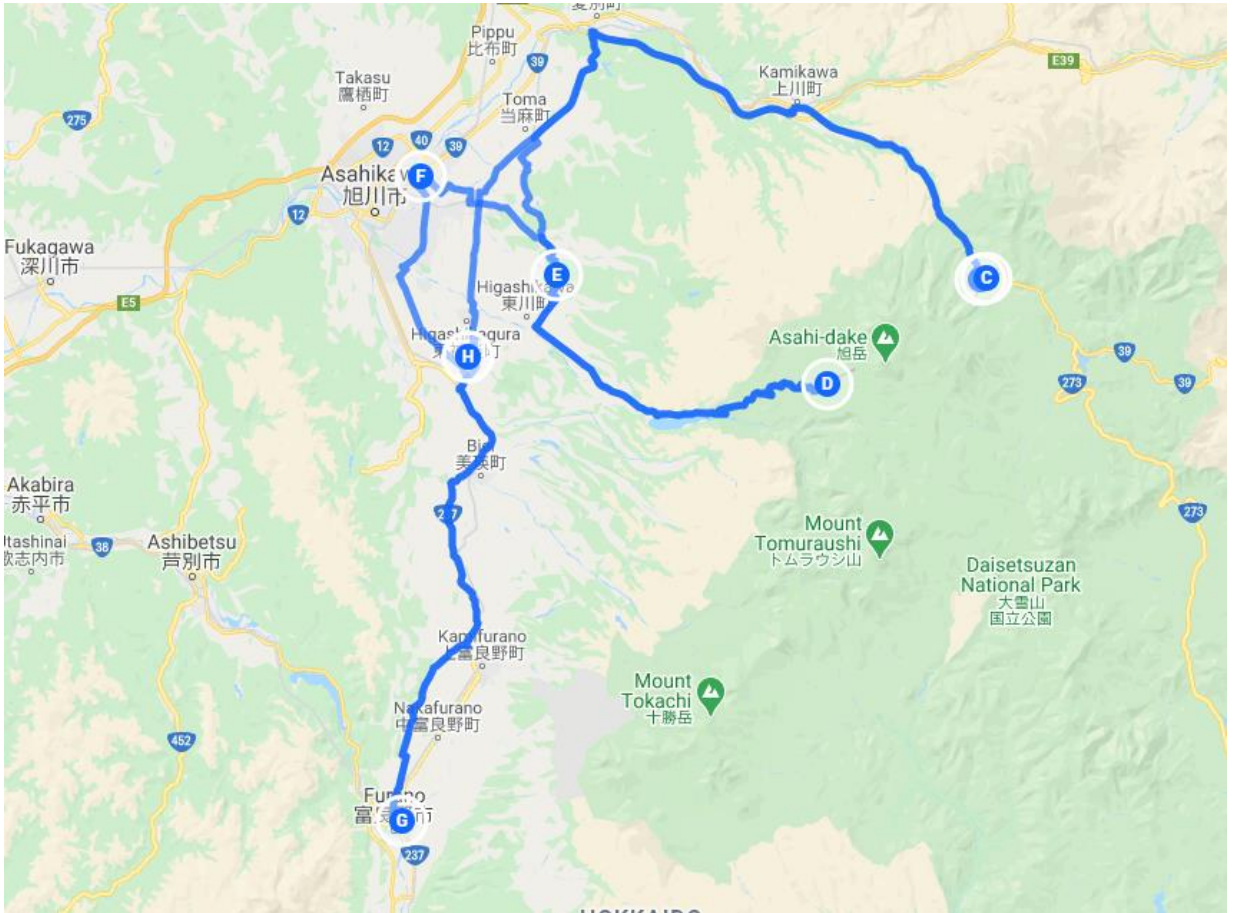 Pippu
比布町
39
E39
Kamikawa
上川町
Takasu
鷹栖町
Toma
当麻町
275
12
40
39
Asahika
旭川市
F
12
Fukagawa
深川市
E5
E
C
Higashikawa
東川町
H
Asahi-dake
旭岳
D
39
273
39
美瑛町
Akabira
赤平市
237
Mount
Tomuraushi
トムラウシ山
273
38
Ashibetsu
芦別市
Daisetsuzan
National Park
大雪山
国立公園
Kamifurano
上富良野町
Mount
Tokachi
十勝岳
Nakafurano
中富良野町
452
Furano
G
237